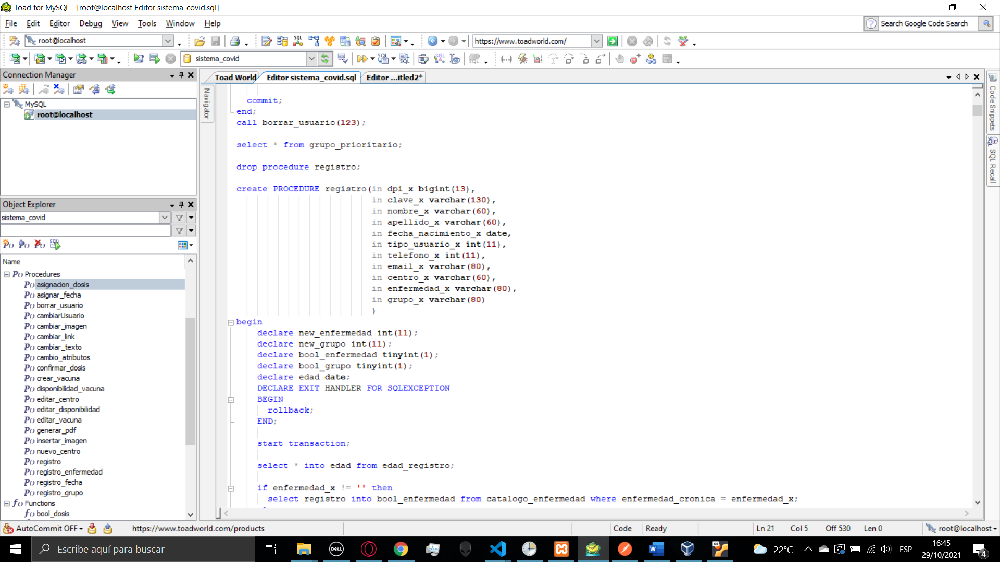 Toad for MySQL - [root@localhost Editor sistema_covid.sql]
File Edit Editor Debug View Tools Window Help
Search Google Code Search
root@localhost
https://www.toadworld.com/
sistema_covid
Connection Manager
MySQL
root@localhost
Object Explorer
sistema_covid
Name
Procedures
asignacion_dosis
asignar_fecha
borrar_usuario
cambiarUsuario
cambiar_imagen
cambiar_link
cambiar_texto
cambio_atributos
confirmar_dosis
crear_vacuna
disponibilidad_vacuna
editar_centro
editar_disponibilidad
editar_vacuna
generar_pdf
insertar_imagen
nuevo_centro
registro
registro_enfermedad
registro_fecha
registro_grupo
Functions
bool_dosis
Toad World Editor sistema_covid.sql Editor ...itled2*
Navigator
commit;
end;
call borrar_usuario(123);
select * from grupo_prioritario;
drop procedure registro;
create PROCEDURE registro(in dpi_x bigint(13),
in clave_x varchar(130),
in nombre_x varchar(60),
in apellido_x varchar(60),
in fecha_nacimiento_x date,
in tipo_usuario_x int(11),
in telefono_x int(11),
in email_x varchar(80),
in centro_x varchar(60),
in enfermedad_x varchar(80),
in grupo_x varchar(80)
)
begin
declare new_enfermedad int(11);
declare new_grupo int(11);
declare bool_enfermedad tinyint(1);
declare bool_grupo tinyint(1);
declare edad date;
DECLARE EXIT HANDLER FOR SQLEXCEPTION
BEGIN
rollback;
END;
start transaction;
select * into edad from edad_registro;
if enfermedad_x != '' then
select registro into bool_enfermedad from catalogo_enfermedad where enfermedad_cronica = enfermedad_x;
Code Snippets
SQL Recall
AutoCommit OFF
https://www.toadworld.com/products
Code Ready Ln 21 Col 5 Off 530 Len 0 root@localhost
Escribe aquí para buscar
DELL
64
22°C
ESP
16:45
29/10/2021
4